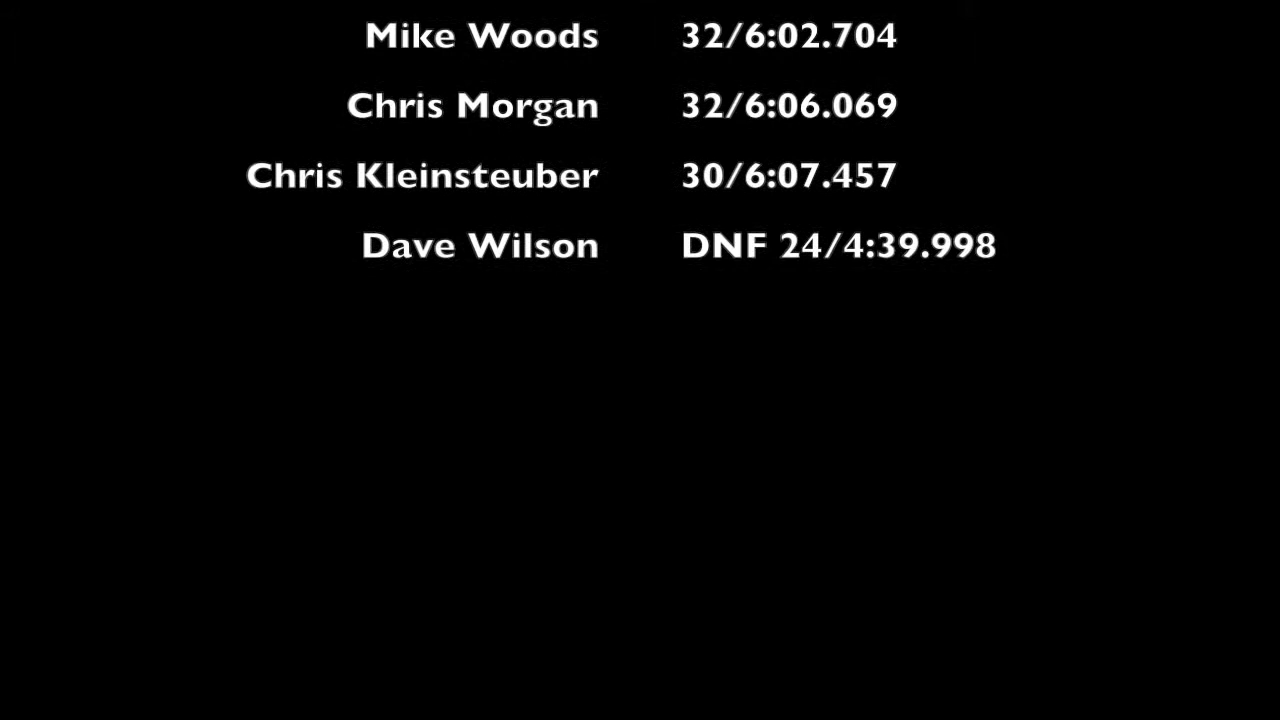 Mike Woods 32/6:02.704
Chris Morgan 32/6:06.069
Chris Kleinsteuber 30/6:07.457
Dave Wilson DNF 24/4:39.998